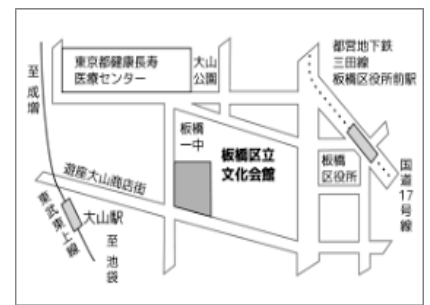 東京都健康長寿
医療センター
大山
公園
都営地下鉄
三田線
板橋区役所前駅
至成増
板橋
一中
板橋区立
文化会館
板橋
区役所
国道17号線
遊座大山商店街
大山駅
東武東上線
至池袋